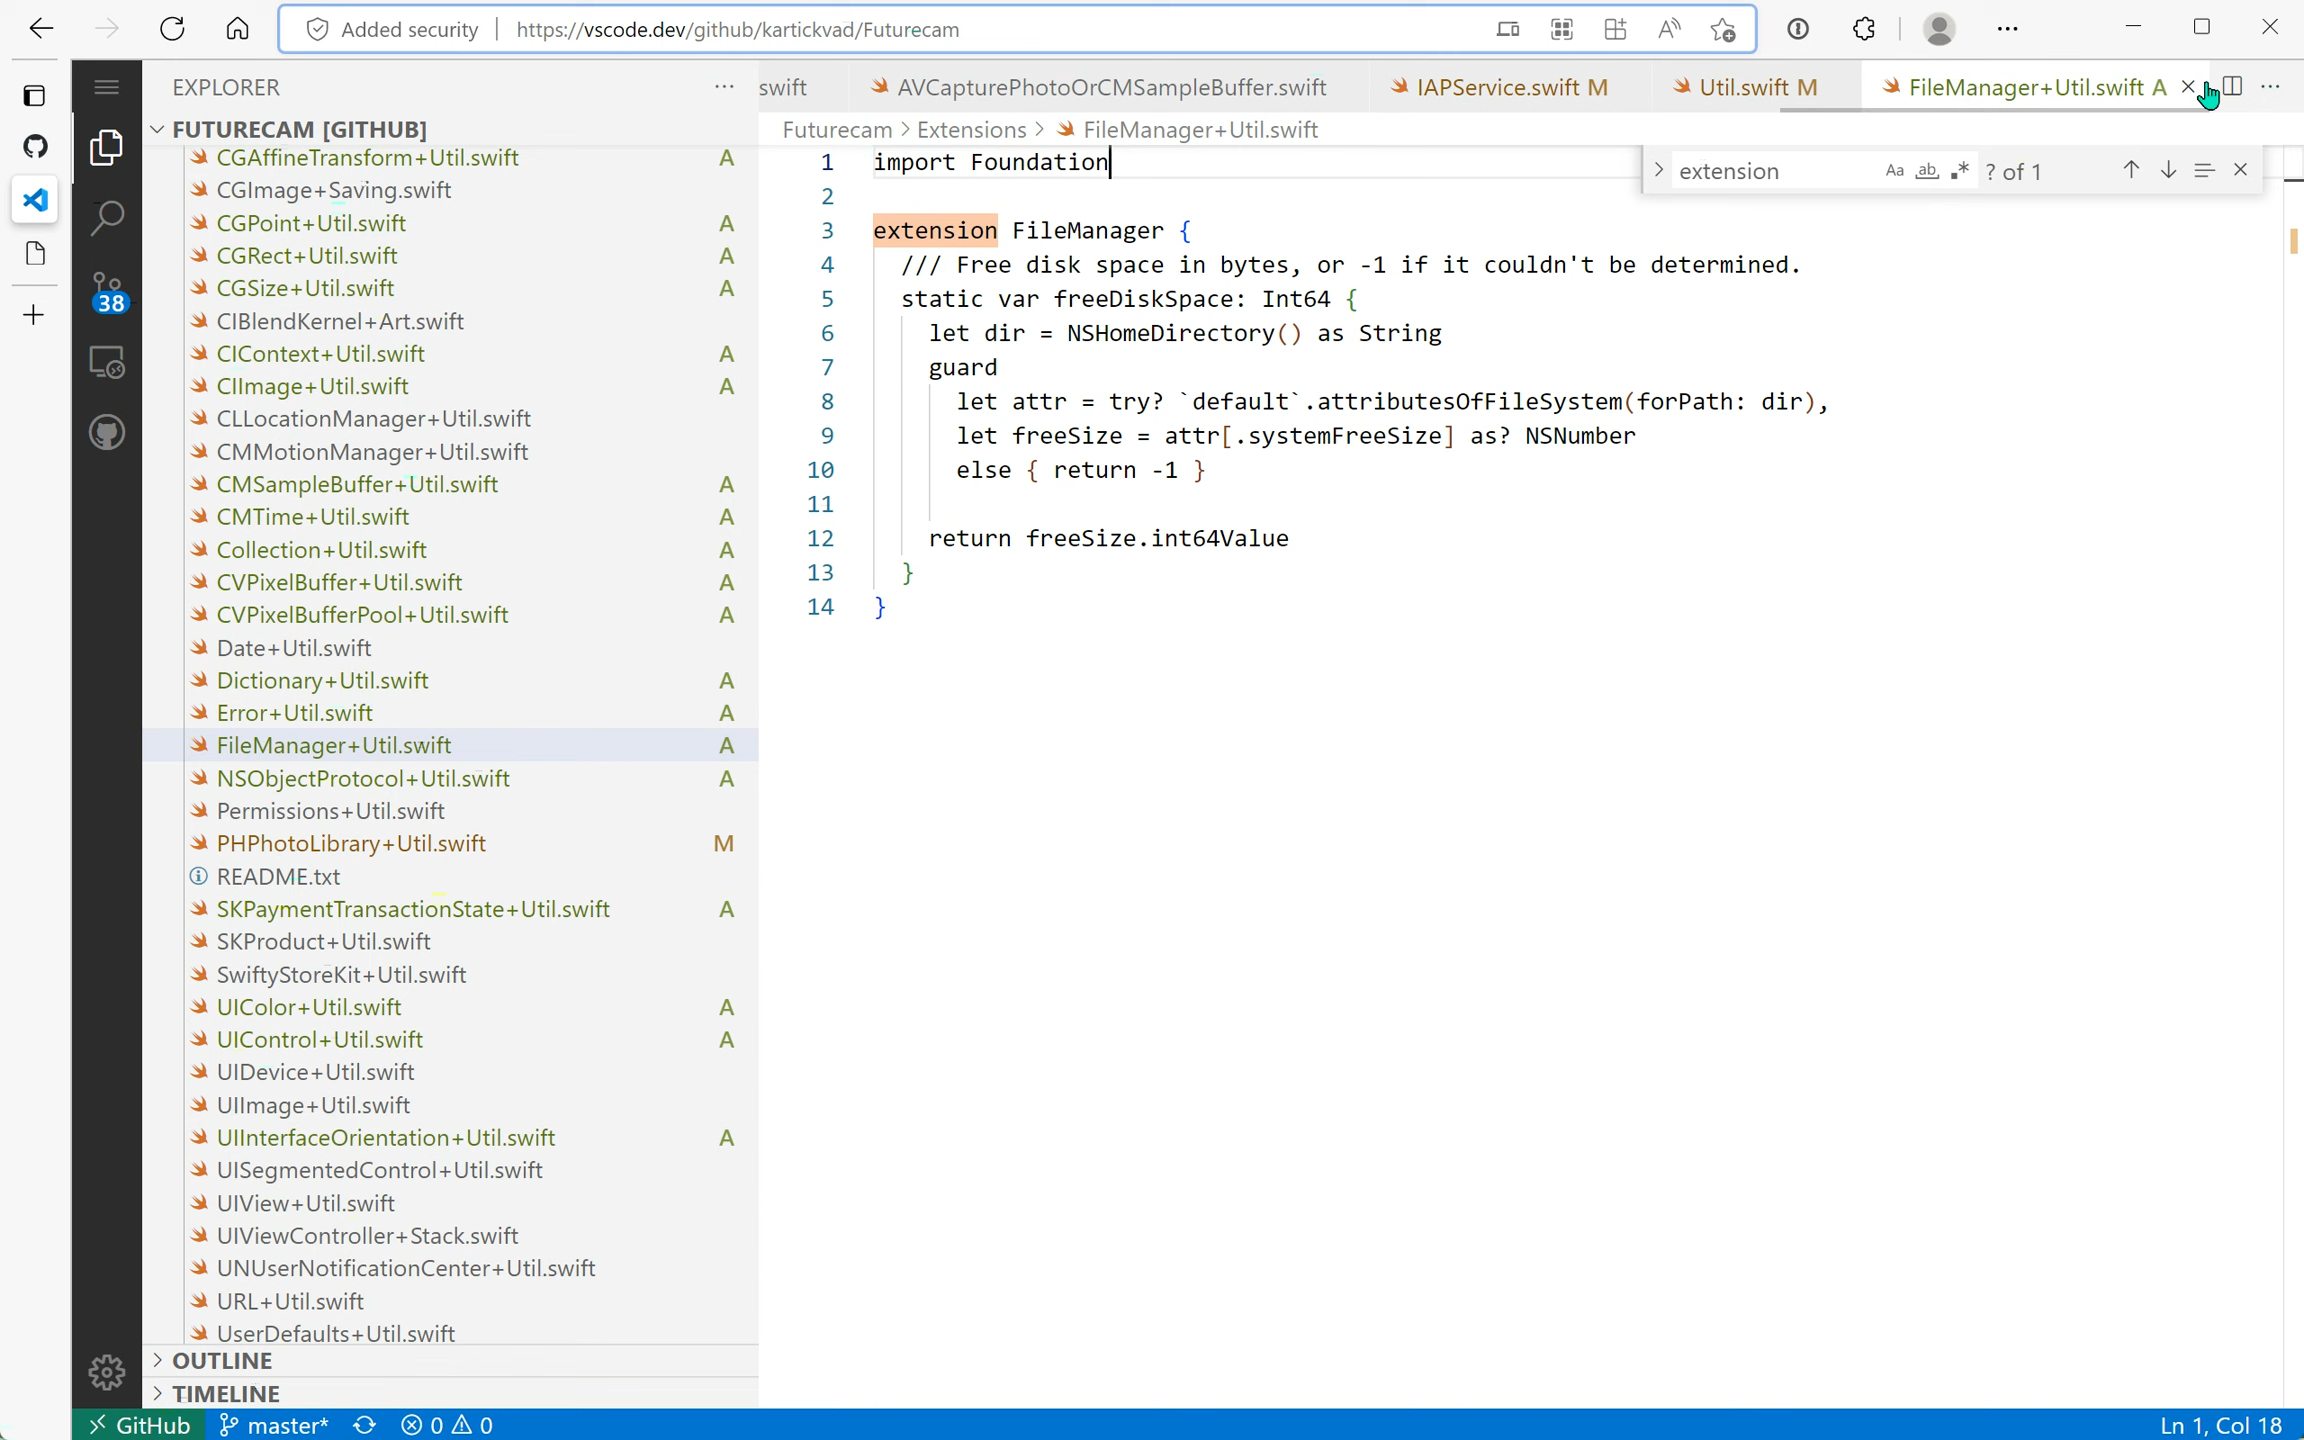 Added security
https://vscode.dev/github/kartickvad/Futurecam
EXPLORER
FUTURECAM [GITHUB]
CGAffineTransform+Util.swift A
CGImage+Saving.swift
CGPoint+Util.swift A
CGRect+Util.swift A
CGSize+Util.swift A
CIBlendKernel+Art.swift
CIContext+Util.swift A
CIImage+Util.swift A
CLLocationManager+Util.swift
CMMotionManager+Util.swift
CMSampleBuffer+Util.swift A
CMTime+Util.swift A
Collection+Util.swift A
CVPixelBuffer+Util.swift A
CVPixelBufferPool+Util.swift A
Date+Util.swift
Dictionary+Util.swift A
Error+Util.swift A
FileManager+Util.swift A
NSObjectProtocol+Util.swift A
Permissions+Util.swift
PHPhotoLibrary+Util.swift M
README.txt
SKPaymentTransactionState+Util.swift A
SKProduct+Util.swift
SwiftyStoreKit+Util.swift
UIColor+Util.swift A
UIControl+Util.swift A
UIDevice+Util.swift
UIImage+Util.swift
UIInterfaceOrientation+Util.swift A
UISegmentedControl+Util.swift
UIView+Util.swift
UIViewController+Stack.swift
UNUserNotificationCenter+Util.swift
URL+Util.swift
UserDefaults+Util.swift
OUTLINE
TIMELINE
38
swift AVCapturePhotoOrCMSampleBuffer.swift IAPService.swift M Util.swift M FileManager+Util.swift A
Futurecam > Extensions > FileManager+Util.swift
extension Aa ab .* ? of 1
1 import Foundation
2
3 extension FileManager {
4 /// Free disk space in bytes, or -1 if it couldn't be determined.
5 static var freeDiskSpace: Int64 {
6 let dir = NSHomeDirectory() as String
7 guard
8 let attr = try? `default`.attributesOfFileSystem(forPath: dir),
9 let freeSize = attr[.systemFreeSize] as? NSNumber
10 else { return -1 }
11
12 return freeSize.int64Value
13 }
14 }
GitHub master* 0 0 Ln 1, Col 18